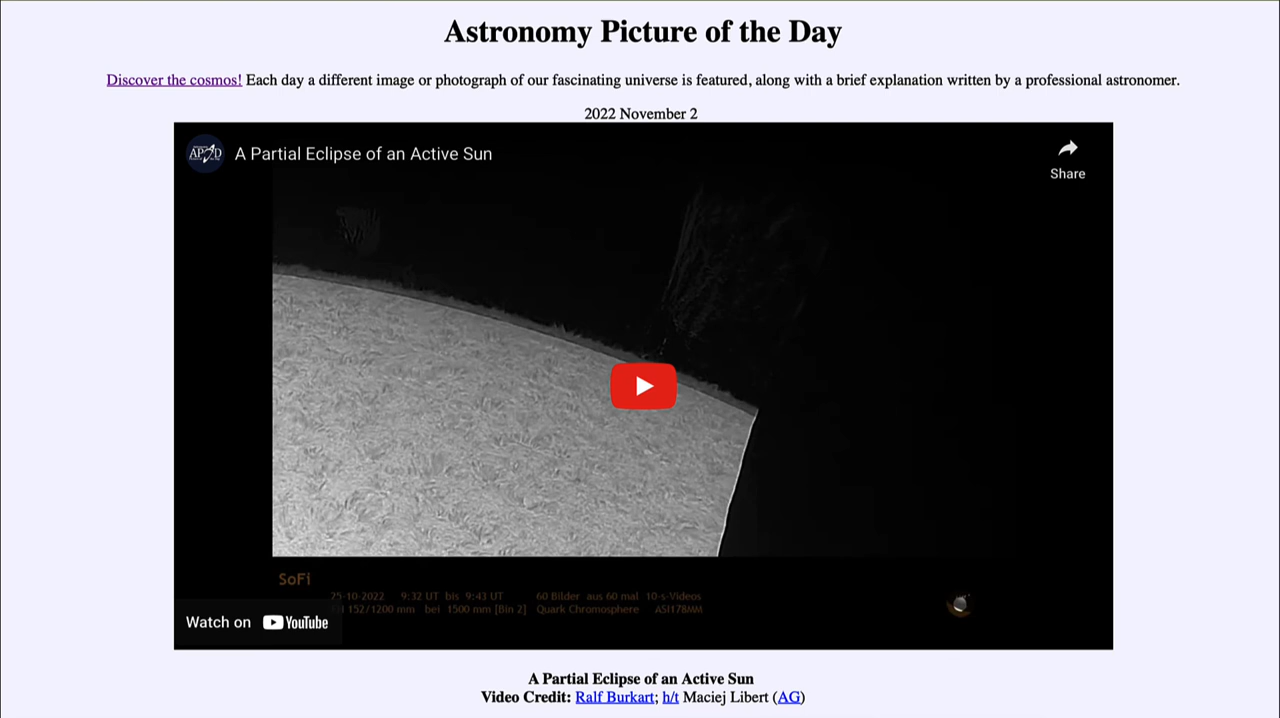 Astronomy Picture of the Day
Discover the cosmos! Each day a different image or photograph of our fascinating universe is featured, along with a brief explanation written by a professional astronomer.
2022 November 2
APOD
A Partial Eclipse of an Active Sun
Share
SoFi
25-10-2022 9:32 UT bis 9:43 UT 60 Bilder aus 60 mal 10-s-Videos
152/1200 mm bei 1500 mm [Bin 2] Quark Chromosphere ASI178MM
Watch on YouTube
A Partial Eclipse of an Active Sun
Video Credit: Ralf Burkart; h/t Maciej Libert (AG)